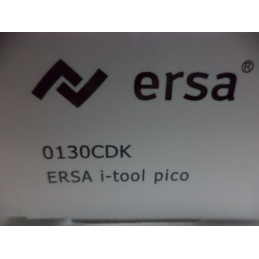 ersa®
0130CDK
ERSA i-tool pico